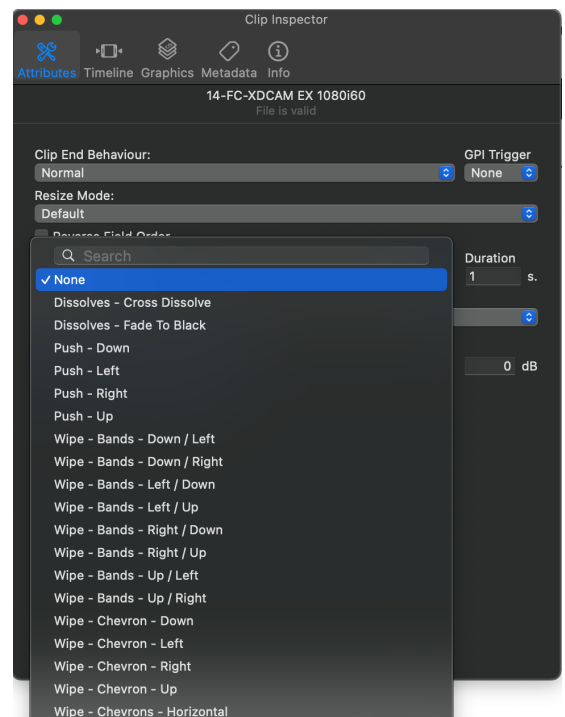 Clip Inspector
Attributes Timeline Graphics Metadata Info
14-FC-XDCAM EX 1080i60
File is valid
Clip End Behaviour: GPI Trigger
Normal None
Resize Mode:
Default
Reverse Field Order
Search
Duration
1 s.
None
Dissolves - Cross Dissolve
Dissolves - Fade To Black
Push - Down
0 dB
Push - Left
Push - Right
Push - Up
Wipe - Bands - Down / Left
Wipe - Bands - Down / Right
Wipe - Bands - Left / Down
Wipe - Bands - Left / Up
Wipe - Bands - Right / Down
Wipe - Bands - Right / Up
Wipe - Bands - Up / Left
Wipe - Bands - Up / Right
Wipe - Chevron - Down
Wipe - Chevron - Left
Wipe - Chevron - Right
Wipe - Chevron - Up
Wipe - Chevrons - Horizontal